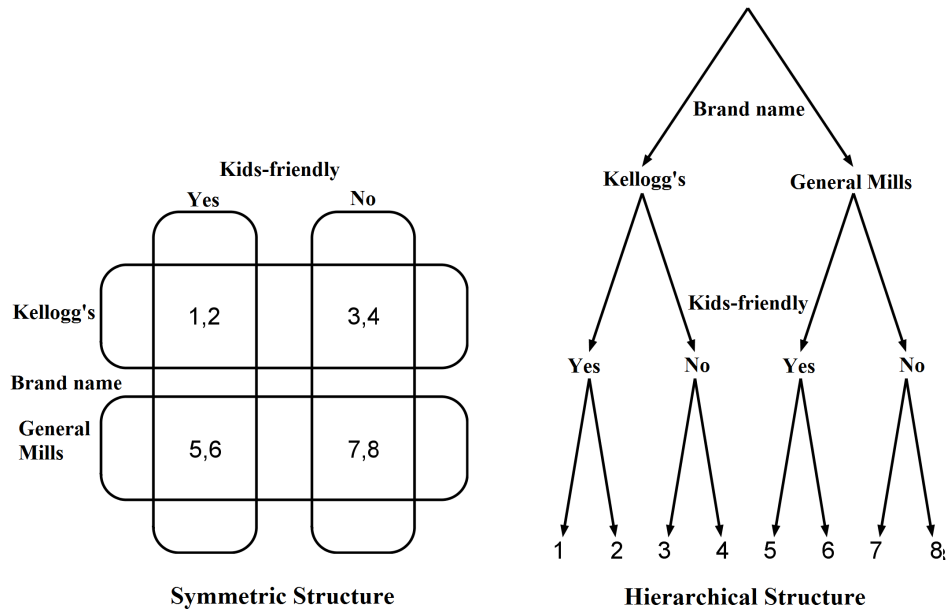 Kids-friendly
Yes
No
Kellogg's
1,2
3,4
Brand name
General
Mills
5,6
7,8
Symmetric Structure
Brand name
Kellogg's
General Mills
Kids-friendly
Yes
No
Yes
No
1
2
3
4
5
6
7
8
Hierarchical Structure